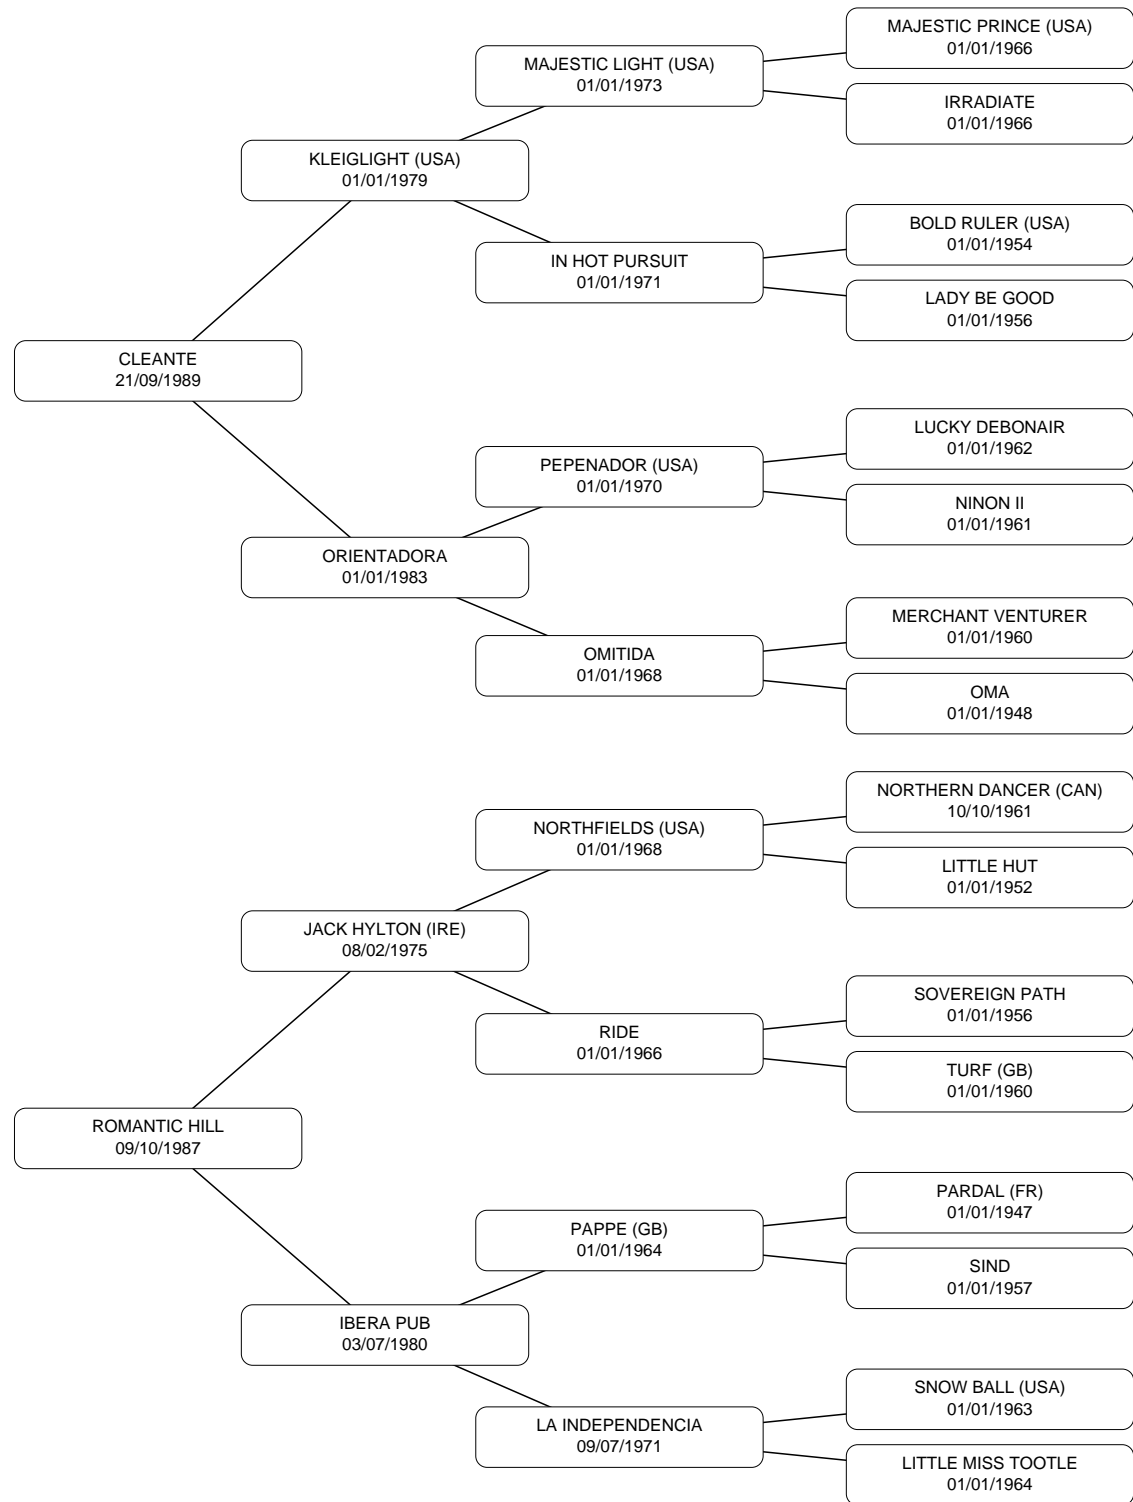 MAJESTIC PRINCE (USA)
01/01/1966
MAJESTIC LIGHT (USA)
01/01/1973
IRRADIATE
01/01/1966
KLEIGLIGHT (USA)
01/01/1979
BOLD RULER (USA)
01/01/1954
IN HOT PURSUIT
01/01/1971
LADY BE GOOD
01/01/1956
CLEANTE
21/09/1989
LUCKY DEBONAIR
01/01/1962
PEPENADOR (USA)
01/01/1970
NINON II
01/01/1961
ORIENTADORA
01/01/1983
MERCHANT VENTURER
01/01/1960
OMITIDA
01/01/1968
OMA
01/01/1948
NORTHERN DANCER (CAN)
10/10/1961
NORTHFIELDS (USA)
01/01/1968
LITTLE HUT
01/01/1952
JACK HYLTON (IRE)
08/02/1975
SOVEREIGN PATH
01/01/1956
RIDE
01/01/1966
TURF (GB)
01/01/1960
ROMANTIC HILL
09/10/1987
PARDAL (FR)
01/01/1947
PAPPE (GB)
01/01/1964
SIND
01/01/1957
IBERA PUB
03/07/1980
SNOW BALL (USA)
01/01/1963
LA INDEPENDENCIA
09/07/1971
LITTLE MISS TOOTLE
01/01/1964